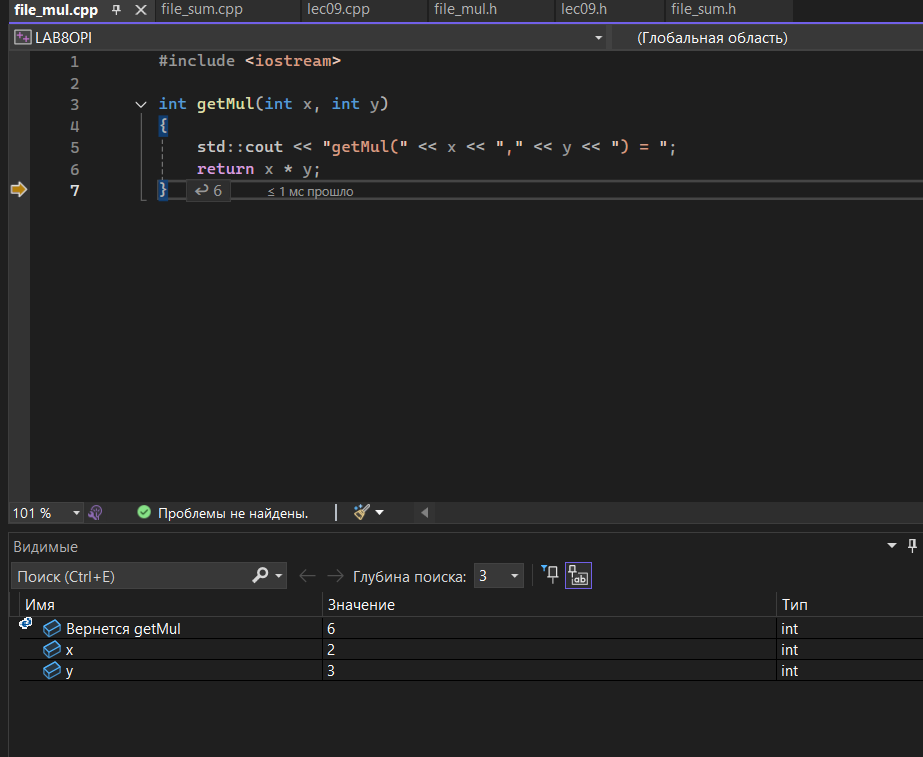 file_mul.cpp file_sum.cpp lec09.cpp file_mul.h lec09.h file_sum.h
LAB8OPI (Глобальная область)
1 #include <iostream>
2
3 int getMul(int x, int y)
4 {
5 std::cout << "getMul(" << x << "," << y << ") = ";
6 return x * y;
7 } 6 ≤ 1 мс прошло
101 % Проблемы не найдены.
Видимые
Поиск (Ctrl+E) Глубина поиска: 3
Имя Значение Тип
Вернется getMul 6 int
x 2 int
y 3 int